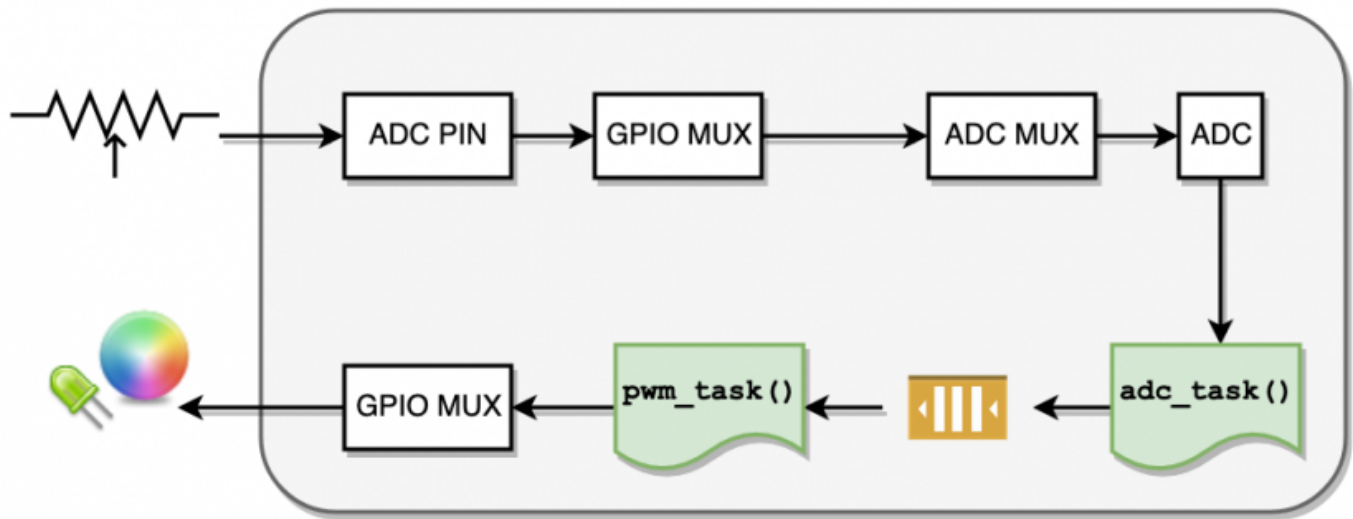 ADC PIN
GPIO MUX
ADC MUX
ADC
GPIO MUX
pwm_task()
adc_task()